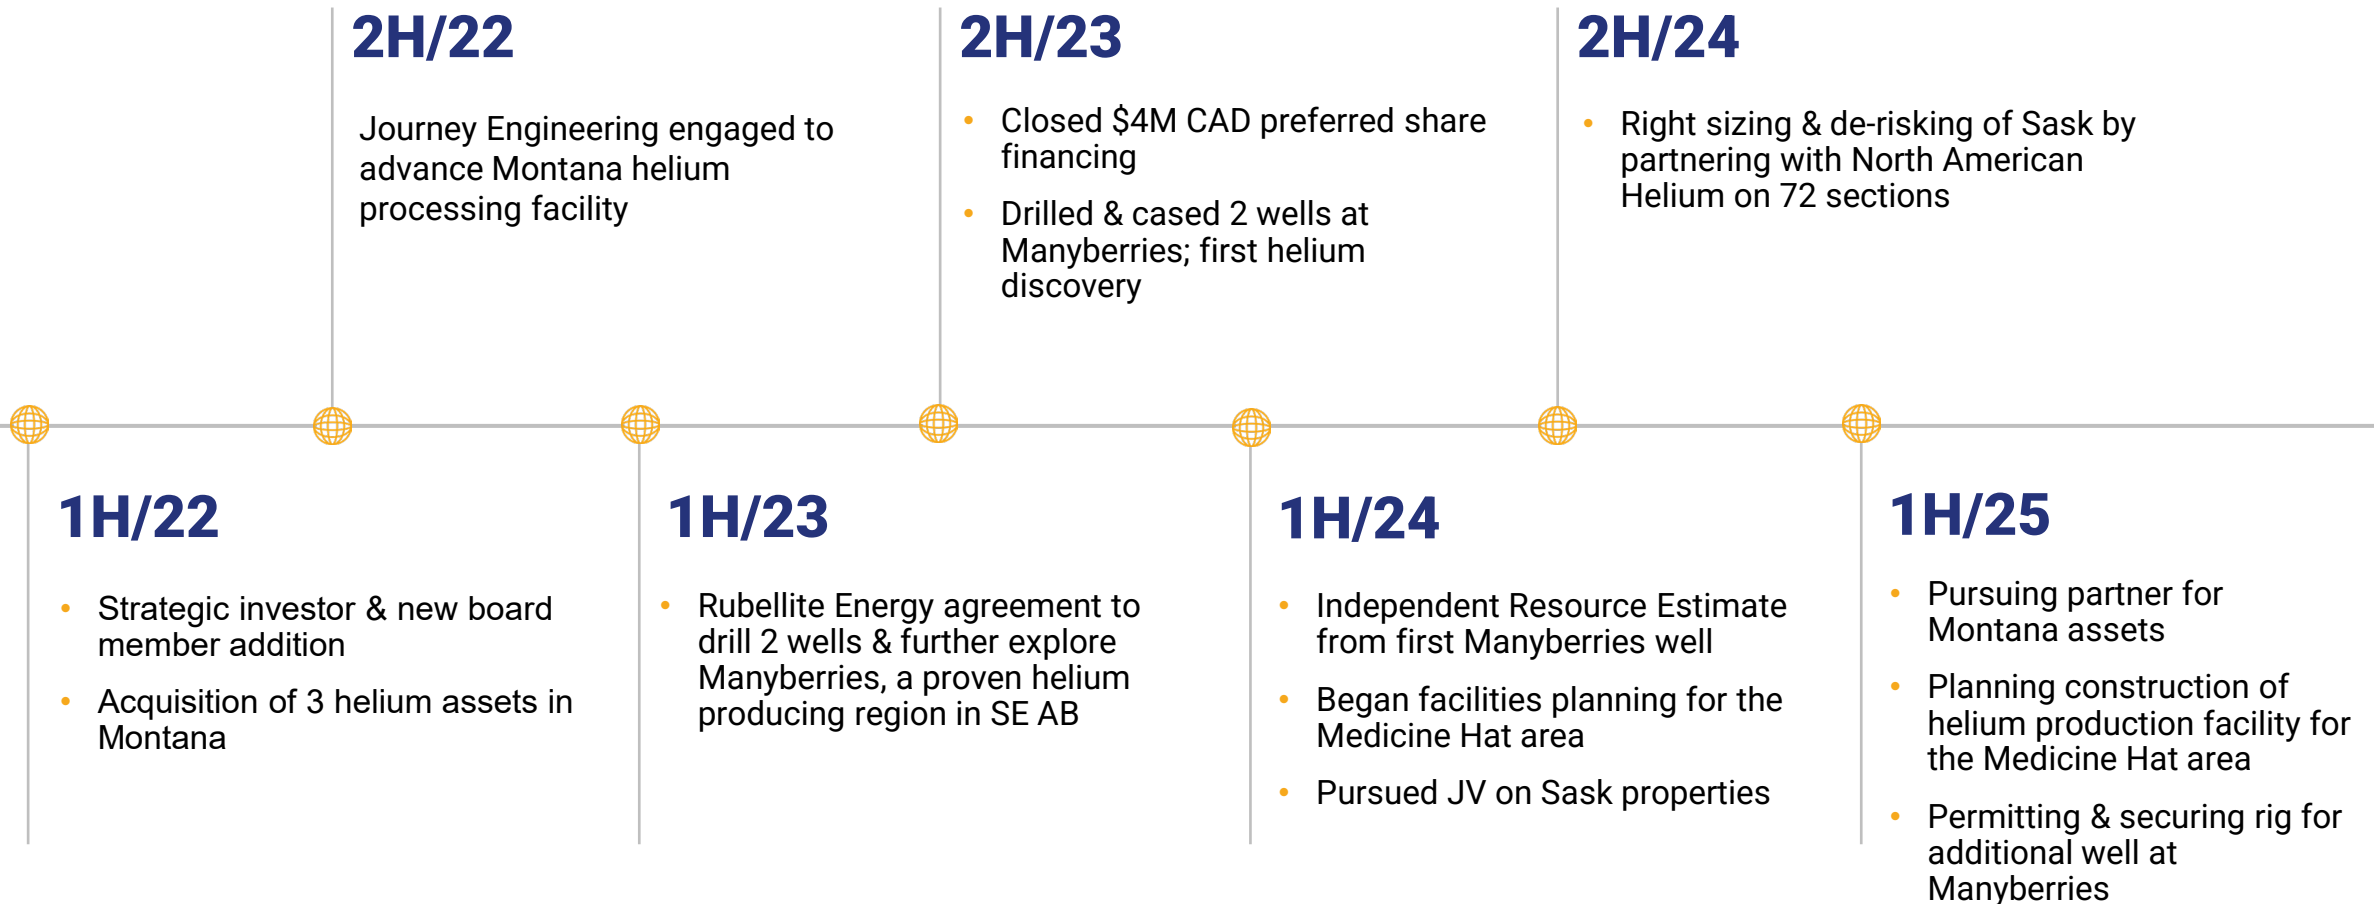 2H/22
Journey Engineering engaged to
advance Montana helium
processing facility
2H/23
• Closed $4M CAD preferred share
financing
• Drilled & cased 2 wells at
Manyberries; first helium
discovery
2H/24
• Right sizing & de-risking of Sask by
partnering with North American
Helium on 72 sections
1H/22
• Strategic investor & new board
member addition
• Acquisition of 3 helium assets in
Montana
1H/23
• Rubellite Energy agreement to
drill 2 wells & further explore
Manyberries, a proven helium
producing region in SE AB
1H/24
• Independent Resource Estimate
from first Manyberries well
• Began facilities planning for the
Medicine Hat area
• Pursued JV on Sask properties
1H/25
• Pursuing partner for
Montana assets
• Planning construction of
helium production facility for
the Medicine Hat area
• Permitting & securing rig for
additional well at
Manyberries